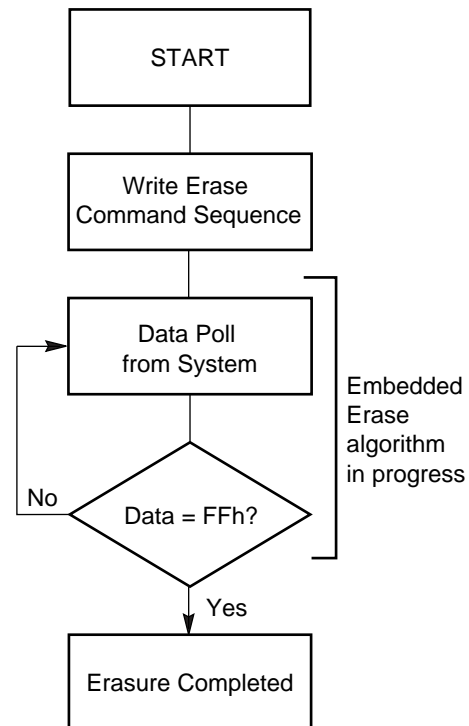 START
Write Erase
Command Sequence
Data Poll
from System
Embedded
Erase
algorithm
in progress
No
Data = FFh?
Yes
Erasure Completed